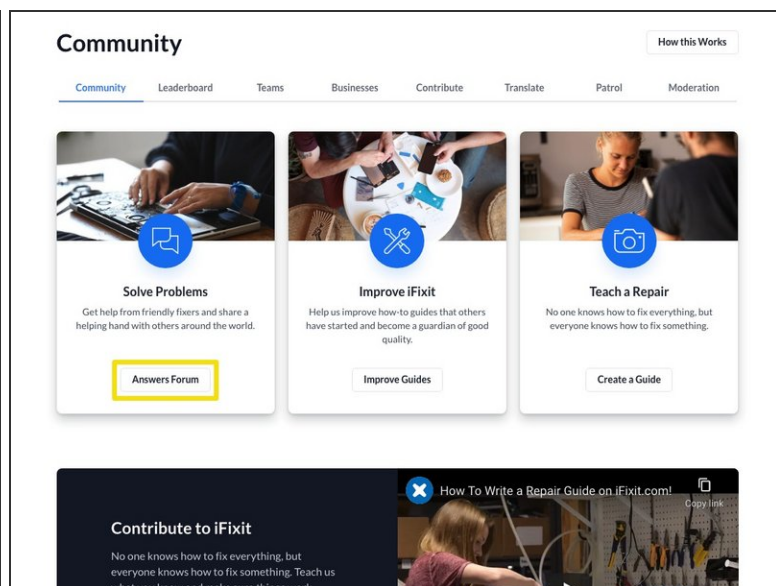 Community
How this Works
Community Leaderboard Teams Businesses Contribute Translate Patrol Moderation
Solve Problems
Get help from friendly fixers and share a
helping hand with others around the world.
Answers Forum
Improve iFixit
Help us improve how-to guides that others
have started and become a guardian of good
quality.
Improve Guides
Teach a Repair
No one knows how to fix everything, but
everyone knows how to fix something.
Create a Guide
Contribute to iFixit
No one knows how to fix everything, but
everyone knows how to fix something. Teach us
How To Write a Repair Guide on iFixit.com!
Copy link